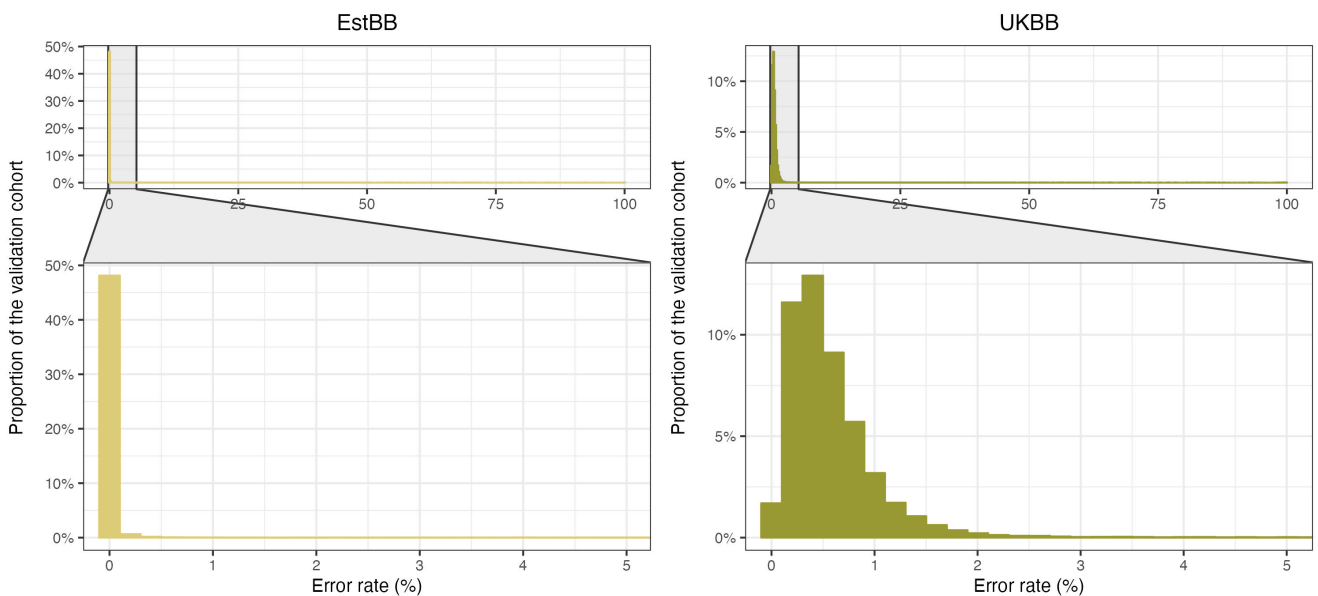 EstBB
Proportion of the validation cohort
50%
40%
30%
20%
10%
0%
0 25 50 75 100
50%
40%
30%
20%
10%
0%
0 1 2 3 4 5
Error rate (%)
UKBB
Proportion of the validation cohort
10%
5%
0%
0 25 50 75 100
10%
5%
0%
0 1 2 3 4 5
Error rate (%)